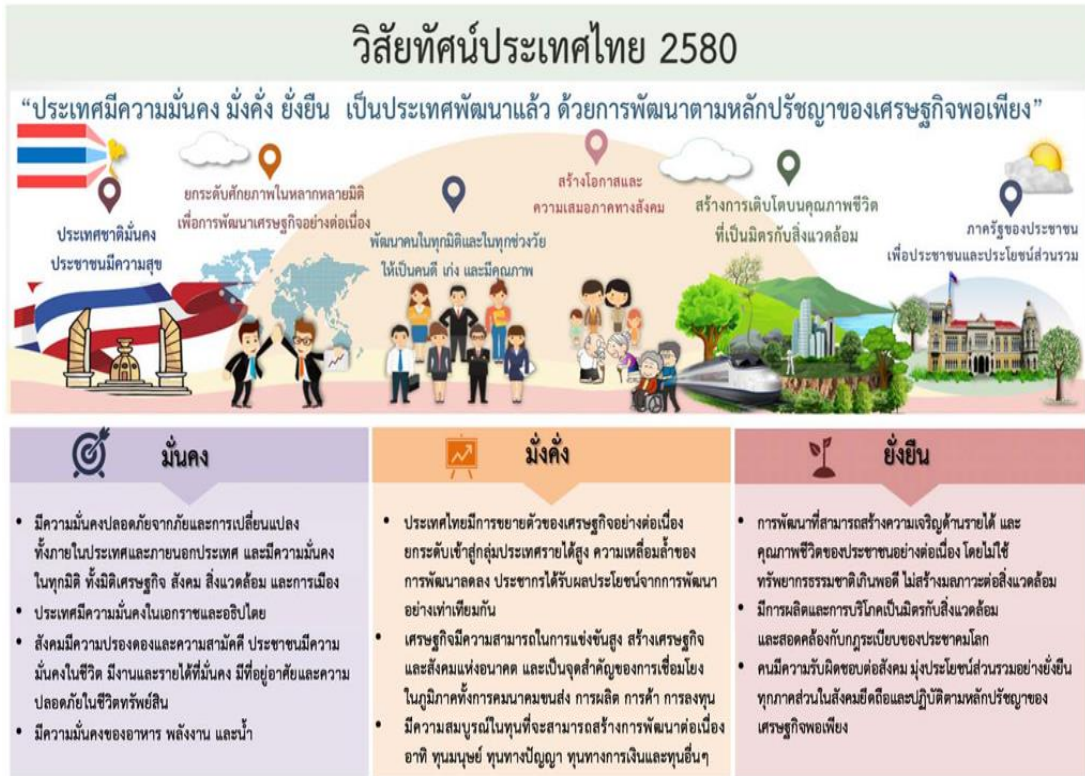 วิสัยทัศน์ประเทศไทย 2580
“ประเทศมีความมั่นคง มั่งคั่ง ยั่งยืน เป็นประเทศพัฒนาแล้ว ด้วยการพัฒนาตามหลักปรัชญาของเศรษฐกิจพอเพียง”
ประเทศชาติมั่นคง
ประชาชนมีความสุข
ยกระดับศักยภาพในหลากหลายมิติ
เพื่อการพัฒนาเศรษฐกิจอย่างต่อเนื่อง
พัฒนาคนในทุกมิติและในทุกช่วงวัย
ให้เป็นคนดี เก่ง และมีคุณภาพ
สร้างโอกาสและ
ความเสมอภาคทางสังคม
สร้างการเติบโตบนคุณภาพชีวิต
ที่เป็นมิตรกับสิ่งแวดล้อม
ภาครัฐของประชาชน
เพื่อประชาชนและประโยชน์ส่วนรวม
มั่นคง
• มีความมั่นคงปลอดภัยจากภัยและการเปลี่ยนแปลง
ทั้งภายในประเทศและภายนอกประเทศ และมีความมั่นคง
ในทุกมิติ ทั้งมิติเศรษฐกิจ สังคม สิ่งแวดล้อม และการเมือง
• ประเทศมีความมั่นคงในเอกราชและอธิปไตย
• สังคมมีความปรองดองและความสามัคคี ประชาชนมีความ
มั่นคงในชีวิต มีงานและรายได้ที่มั่นคง มีที่อยู่อาศัยและความ
ปลอดภัยในชีวิตทรัพย์สิน
• มีความมั่นคงของอาหาร พลังงาน และน้ำ
มั่งคั่ง
• ประเทศไทยมีการขยายตัวของเศรษฐกิจอย่างต่อเนื่อง
ยกระดับเข้าสู่กลุ่มประเทศรายได้สูง ความเหลื่อมล้ำของ
การพัฒนาลดลง ประชากรได้รับผลประโยชน์จากการพัฒนา
อย่างเท่าเทียมกัน
• เศรษฐกิจมีความสามารถในการแข่งขันสูง สร้างเศรษฐกิจ
และสังคมแห่งอนาคต และเป็นจุดสำคัญของการเชื่อมโยง
ในภูมิภาคทั้งการคมนาคมขนส่ง การผลิต การค้า การลงทุน
• มีความสมบูรณ์ในทุนที่จะสามารถสร้างการพัฒนาต่อเนื่อง
อาทิ ทุนมนุษย์ ทุนทางปัญญา ทุนทางการเงินและทุนอื่นๆ
ยั่งยืน
• การพัฒนาที่สามารถสร้างความเจริญด้านรายได้ และ
คุณภาพชีวิตของประชาชนอย่างต่อเนื่อง โดยไม่ใช้
ทรัพยากรธรรมชาติเกินพอดี ไม่สร้างมลภาวะต่อสิ่งแวดล้อม
• มีการผลิตและการบริโภคเป็นมิตรกับสิ่งแวดล้อม
และสอดคล้องกับกฎระเบียบของประชาคมโลก
• คนมีความรับผิดชอบต่อสังคม มุ่งประโยชน์ส่วนรวมอย่างยั่งยืน
ทุกภาคส่วนในสังคมยึดถือและปฏิบัติตามหลักปรัชญาของ
เศรษฐกิจพอเพียง